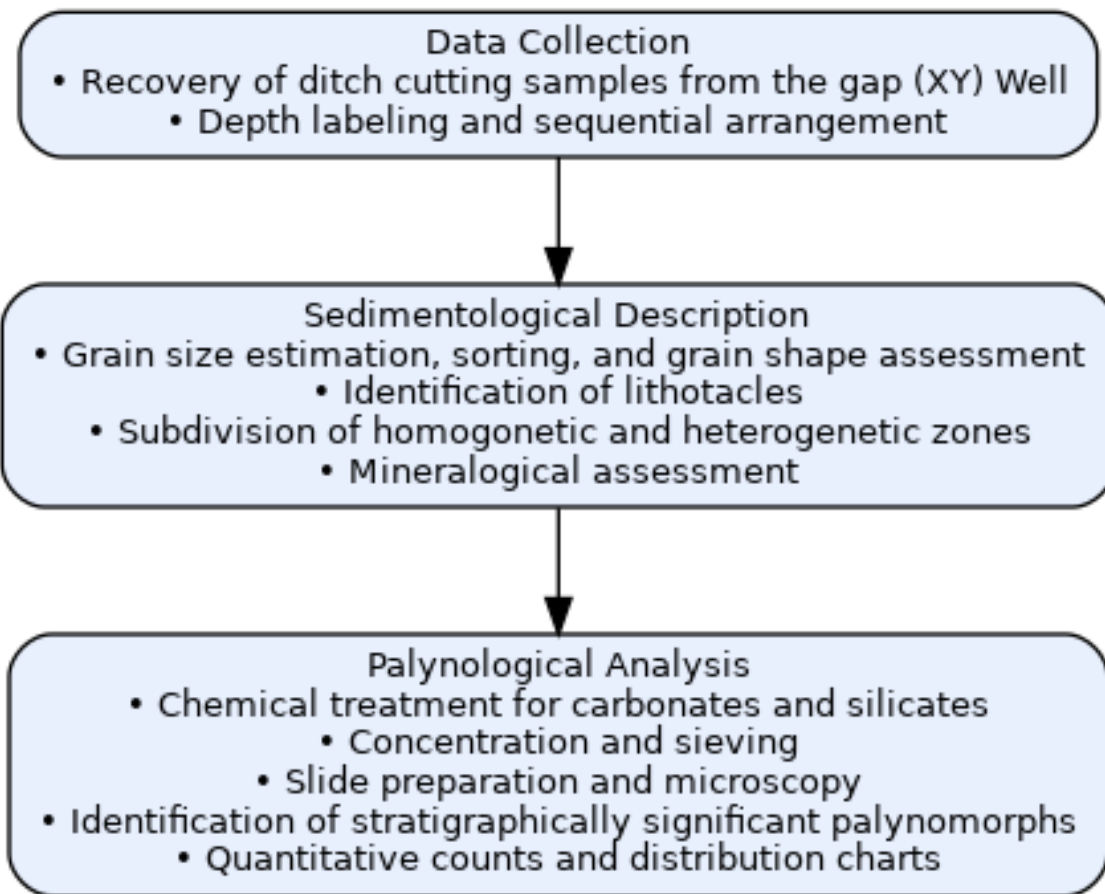 Data Collection
• Recovery of ditch cutting samples from the gap (XY) Well
• Depth labeling and sequential arrangement
Sedimentological Description
• Grain size estimation, sorting, and grain shape assessment
• Identification of lithotacles
• Subdivision of homogonetic and heterogenetic zones
• Mineralogical assessment
Palynological Analysis
• Chemical treatment for carbonates and silicates
• Concentration and sieving
• Slide preparation and microscopy
• Identification of stratigraphically significant palynomorphs
• Quantitative counts and distribution charts